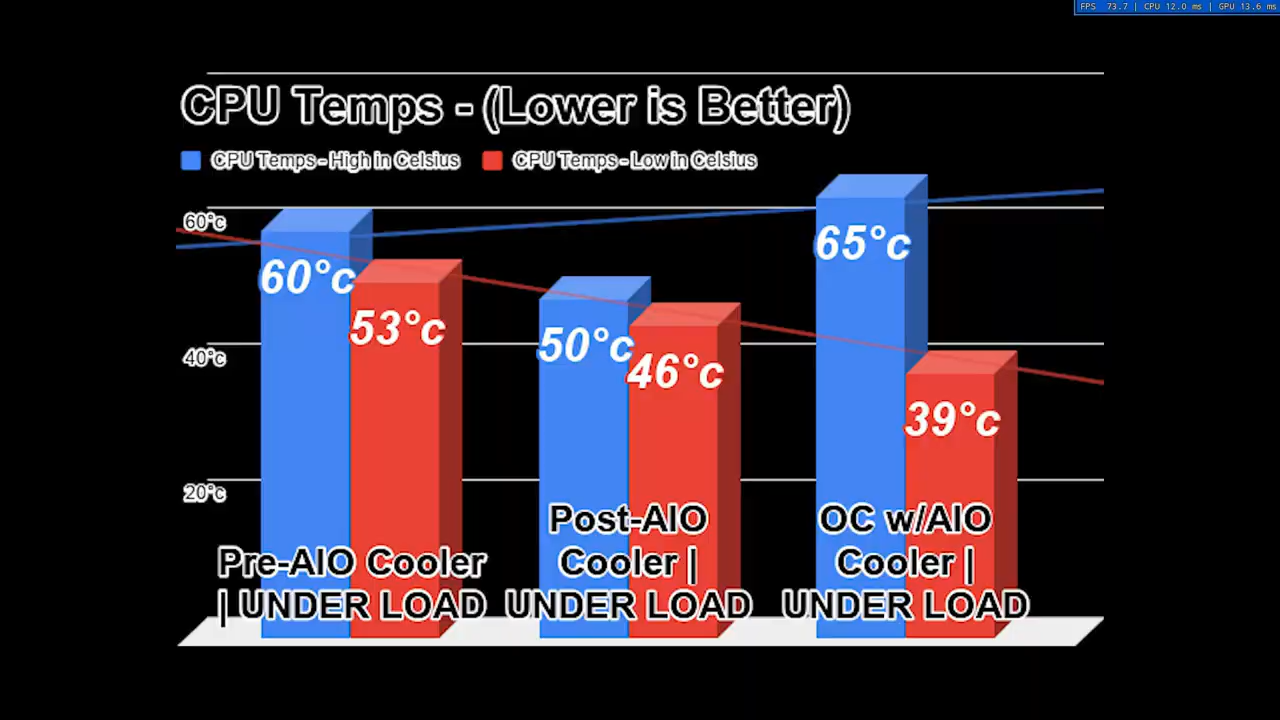 FPS 73.7 | CPU 12.0 ms | GPU 13.6 ms
CPU Temps - (Lower is Better)
CPU Temps - High in Celsius CPU Temps - Low in Celsius
60°c
40°c
20°c
60°c
53°c
50°c
46°c
65°c
39°c
Pre-AIO Cooler
| UNDER LOAD
Post-AIO
Cooler |
UNDER LOAD
OC w/AIO
Cooler |
UNDER LOAD